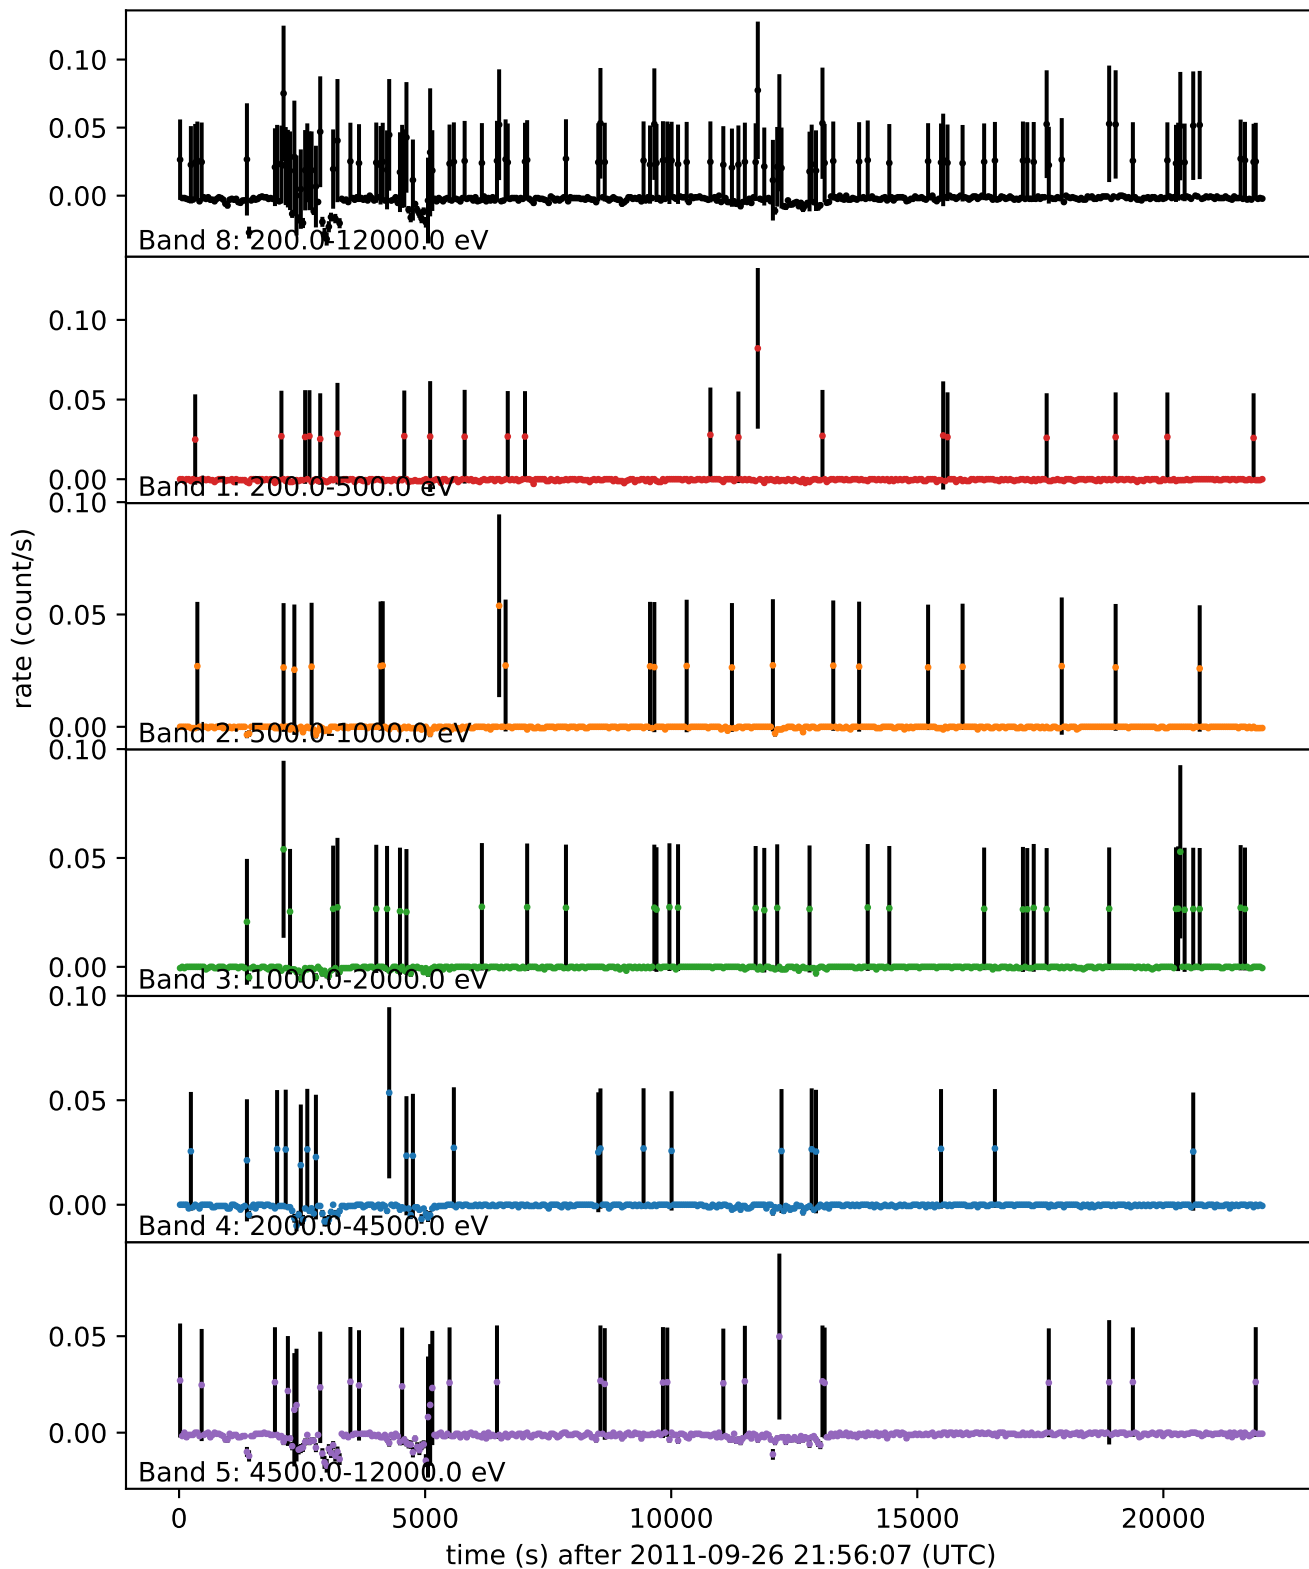 0.10
0.05
0.00
Band 8: 200.0-12000.0 eV
0.10
0.05
0.00
Band 1: 200.0-500.0 eV
0.10
0.05
0.00
Band 2: 500.0-1000.0 eV
rate (count/s)
0.10
0.05
0.00
Band 3: 1000.0-2000.0 eV
0.10
0.05
0.00
Band 4: 2000.0-4500.0 eV
0.05
0.00
Band 5: 4500.0-12000.0 eV
0 5000 10000 15000 20000
time (s) after 2011-09-26 21:56:07 (UTC)